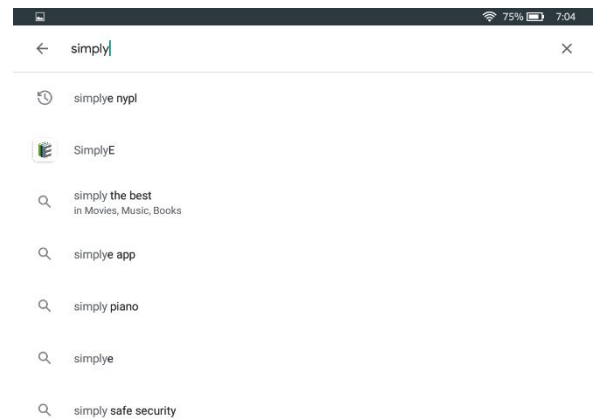 75% 7:04
simply
simplye nypl
SimplyE
simply the best
in Movies, Music, Books
simplye app
simply piano
simplye
simply safe security